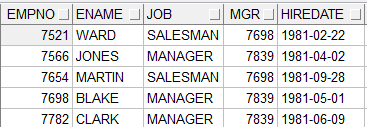 EMPNO ENAME JOB MGR HIREDATE
7521 WARD SALESMAN 7698 1981-02-22
7566 JONES MANAGER 7839 1981-04-02
7654 MARTIN SALESMAN 7698 1981-09-28
7698 BLAKE MANAGER 7839 1981-05-01
7782 CLARK MANAGER 7839 1981-06-09